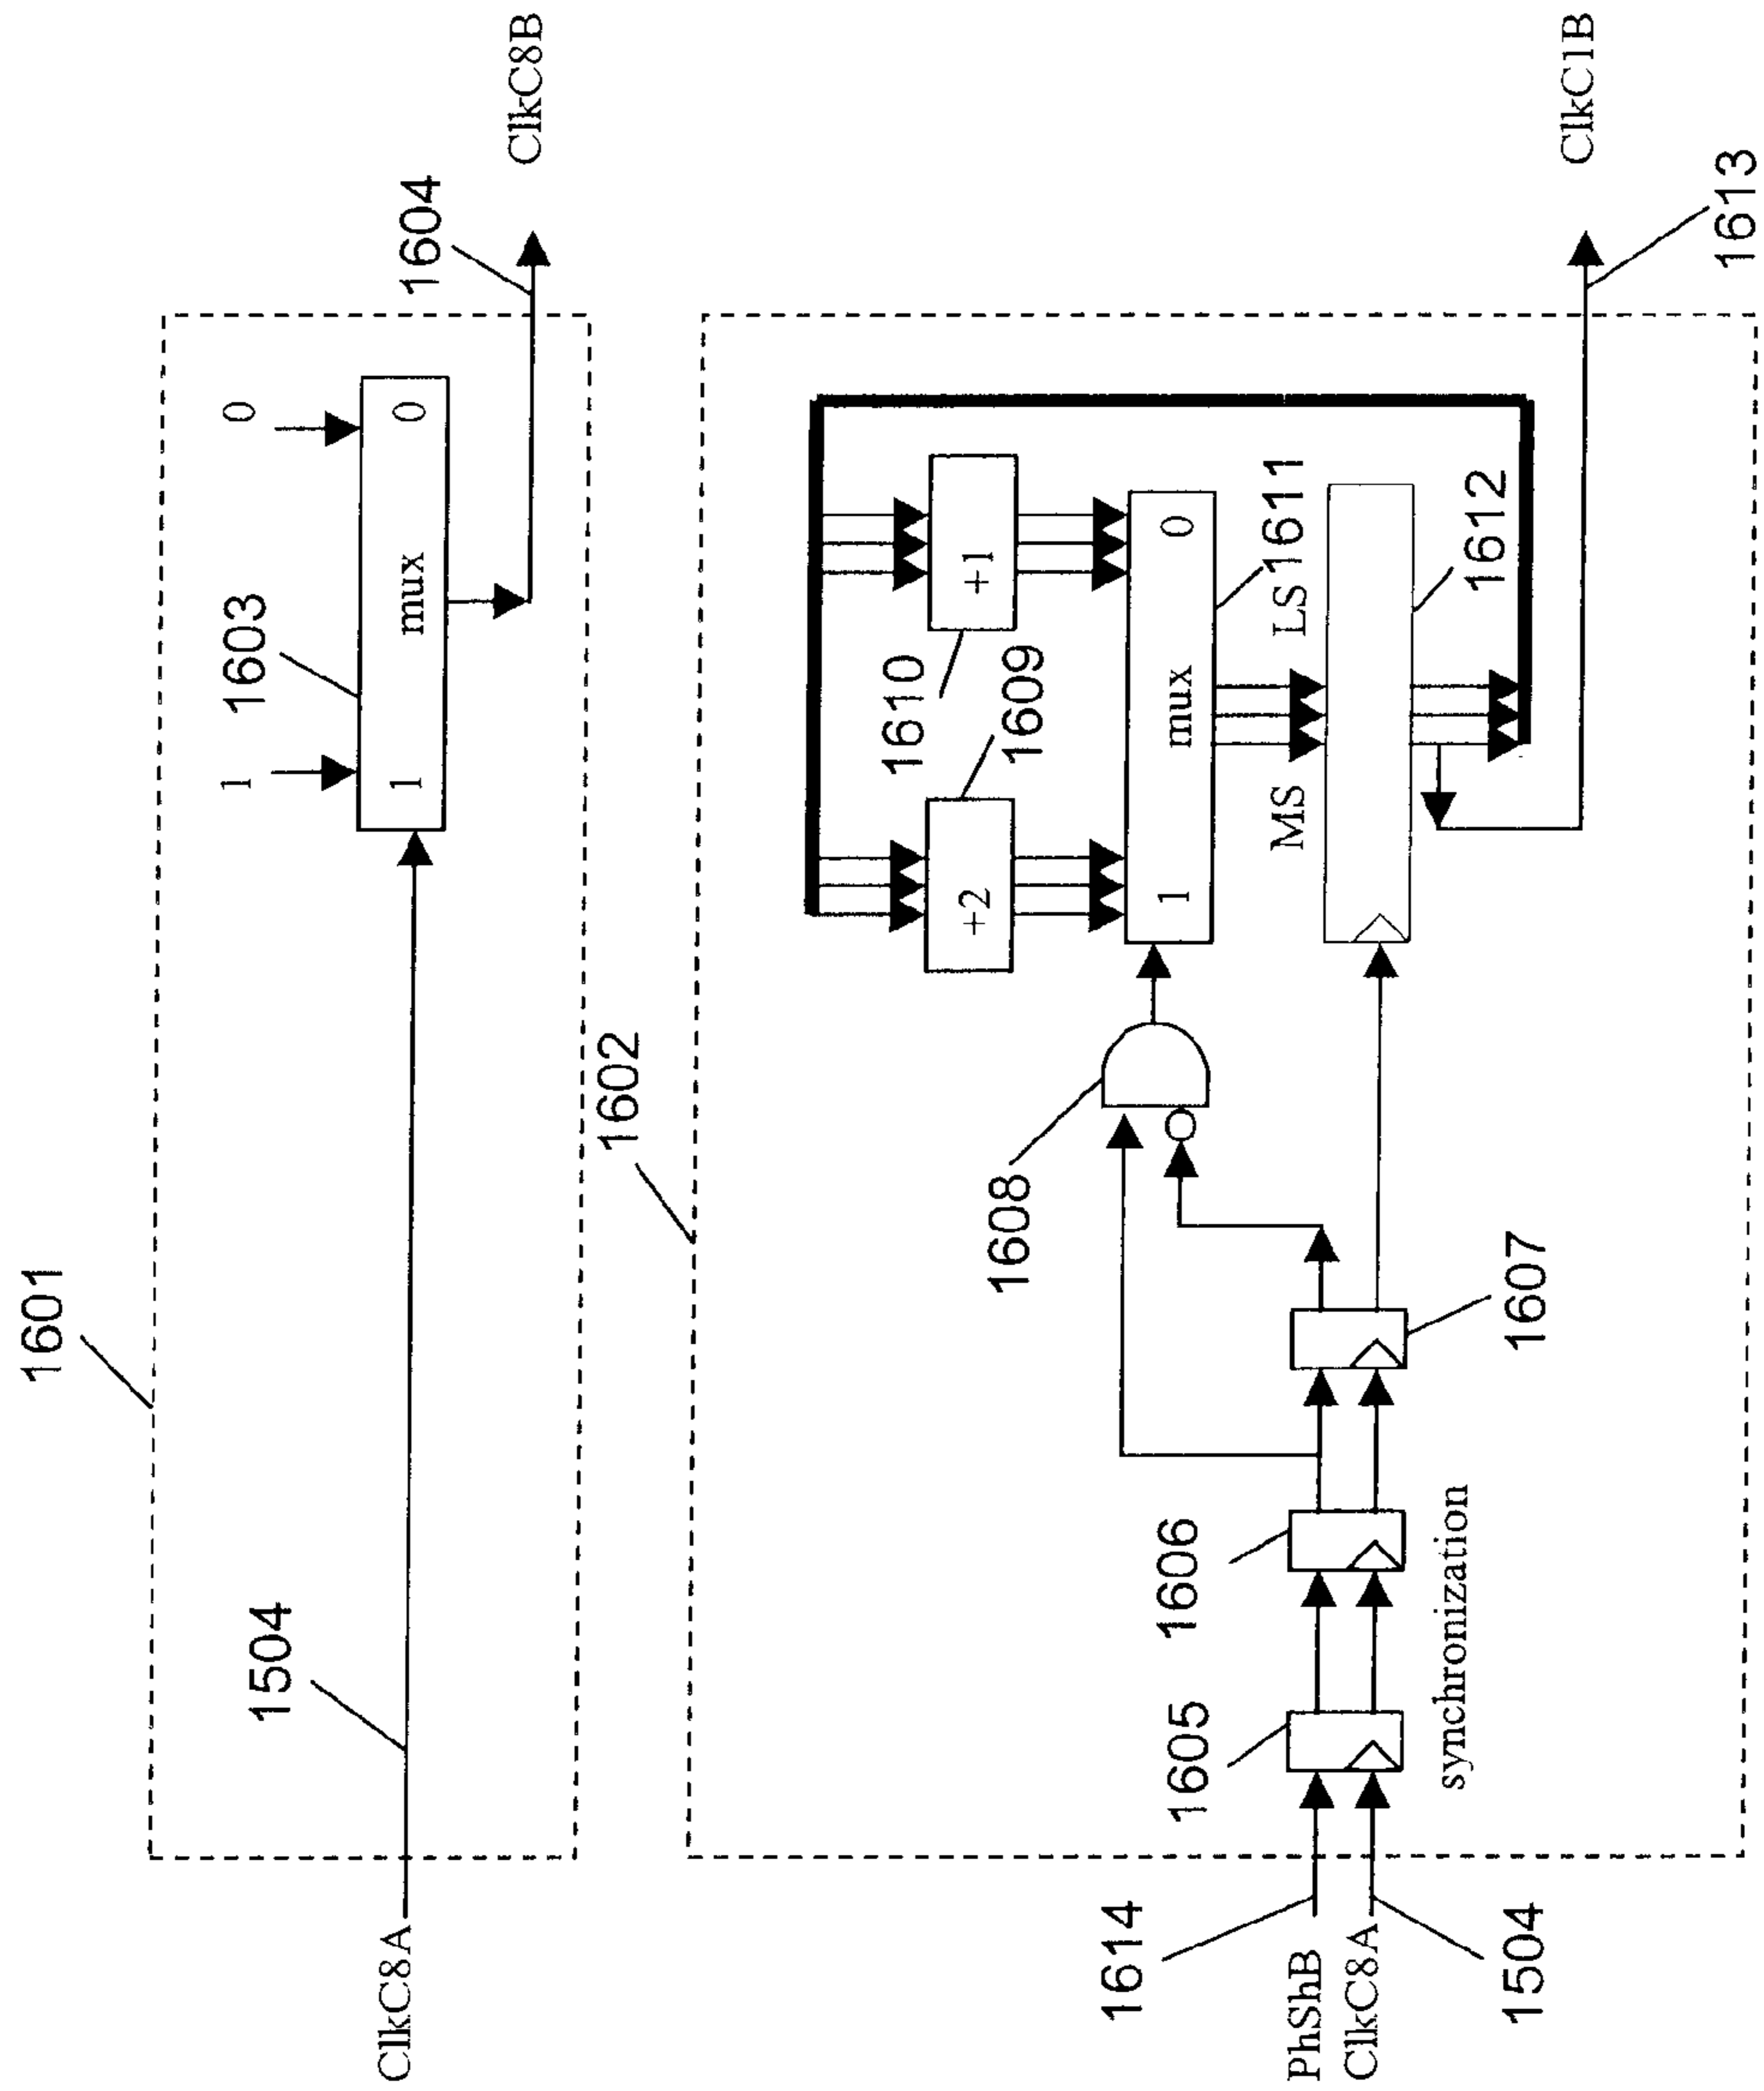 1601
ClkC8A
1504
1603
1
0
1
mux
0
1604
ClkC8B
1602
1614
PhShB
ClkC8A
1504
1605
1606
synchronization
1607
1608
+2
1609
+1
1610
1
mux
0
1611
MS
LS
1612
1613
ClkC1B